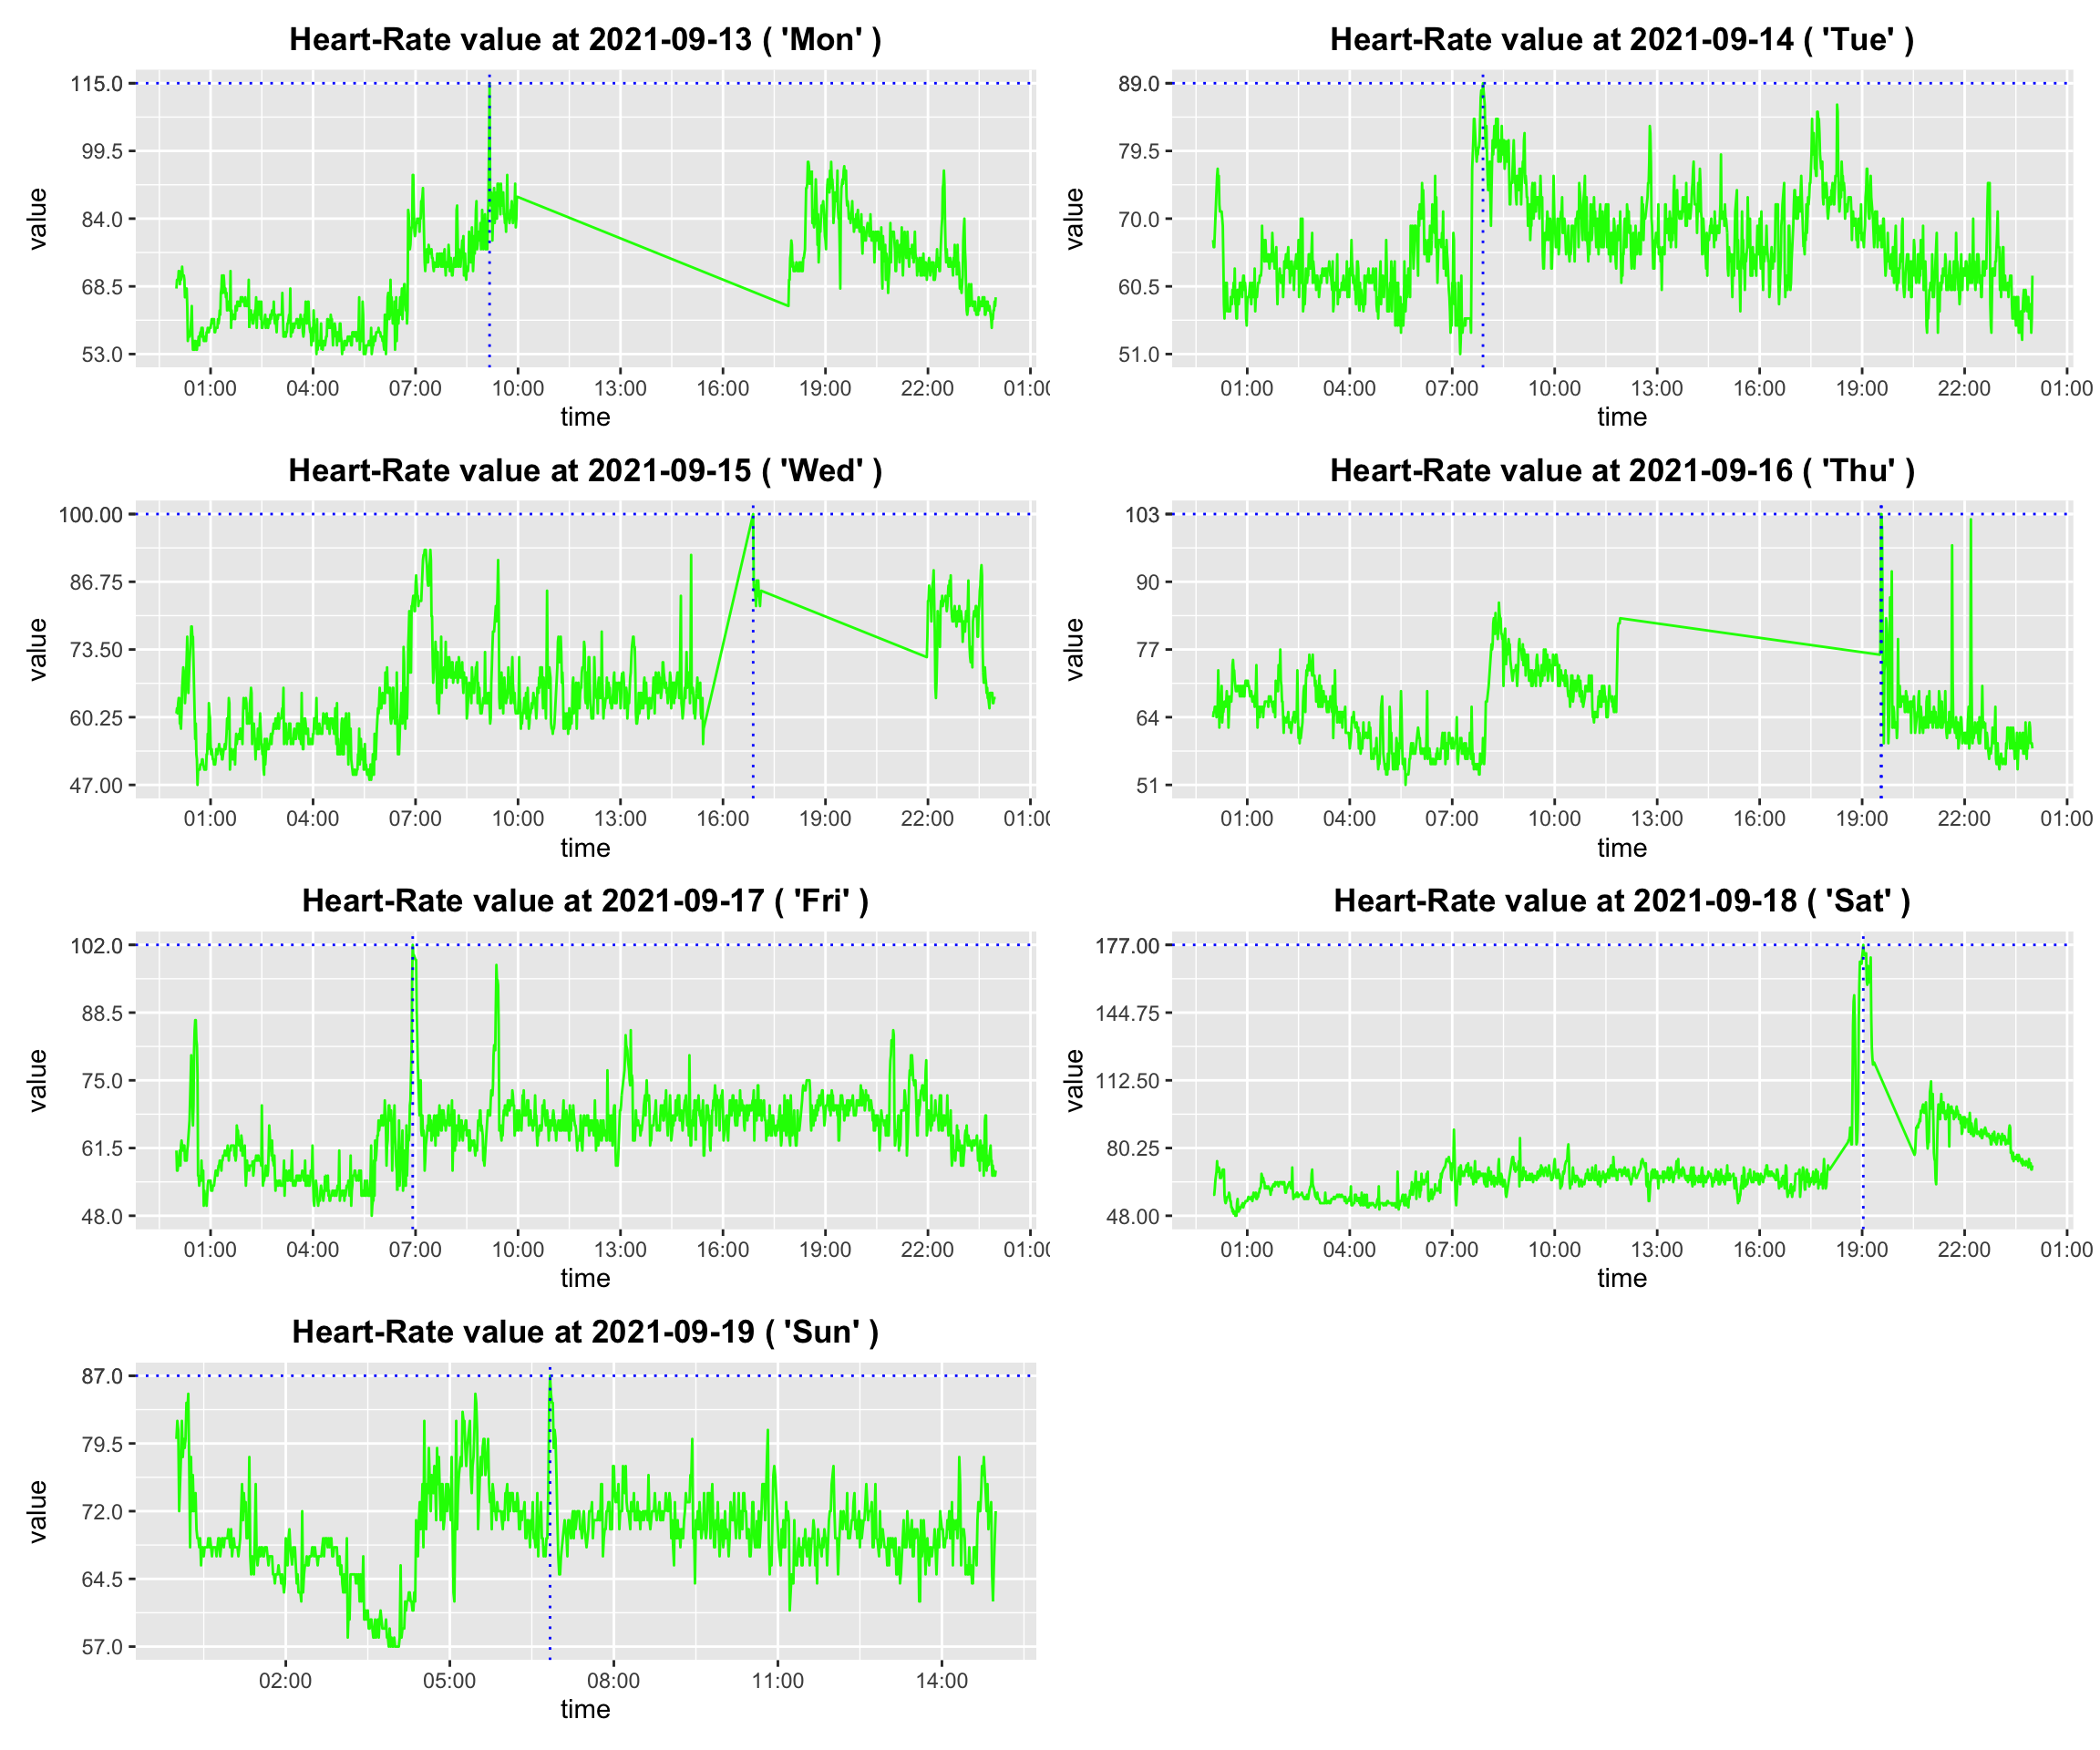 Heart-Rate value at 2021-09-13 ( 'Mon' )
115.0
99.5
84.0
68.5
53.0
value
01:00 04:00 07:00 10:00 13:00 16:00 19:00 22:00 01:00
time
Heart-Rate value at 2021-09-14 ( 'Tue' )
89.0
79.5
70.0
60.5
51.0
value
01:00 04:00 07:00 10:00 13:00 16:00 19:00 22:00 01:00
time
Heart-Rate value at 2021-09-15 ( 'Wed' )
100.00
86.75
73.50
60.25
47.00
value
01:00 04:00 07:00 10:00 13:00 16:00 19:00 22:00 01:00
time
Heart-Rate value at 2021-09-16 ( 'Thu' )
103
90
77
64
51
value
01:00 04:00 07:00 10:00 13:00 16:00 19:00 22:00 01:00
time
Heart-Rate value at 2021-09-17 ( 'Fri' )
102.0
88.5
75.0
61.5
48.0
value
01:00 04:00 07:00 10:00 13:00 16:00 19:00 22:00 01:00
time
Heart-Rate value at 2021-09-18 ( 'Sat' )
177.00
144.75
112.50
80.25
48.00
value
01:00 04:00 07:00 10:00 13:00 16:00 19:00 22:00 01:00
time
Heart-Rate value at 2021-09-19 ( 'Sun' )
87.0
79.5
72.0
64.5
57.0
value
02:00 05:00 08:00 11:00 14:00
time